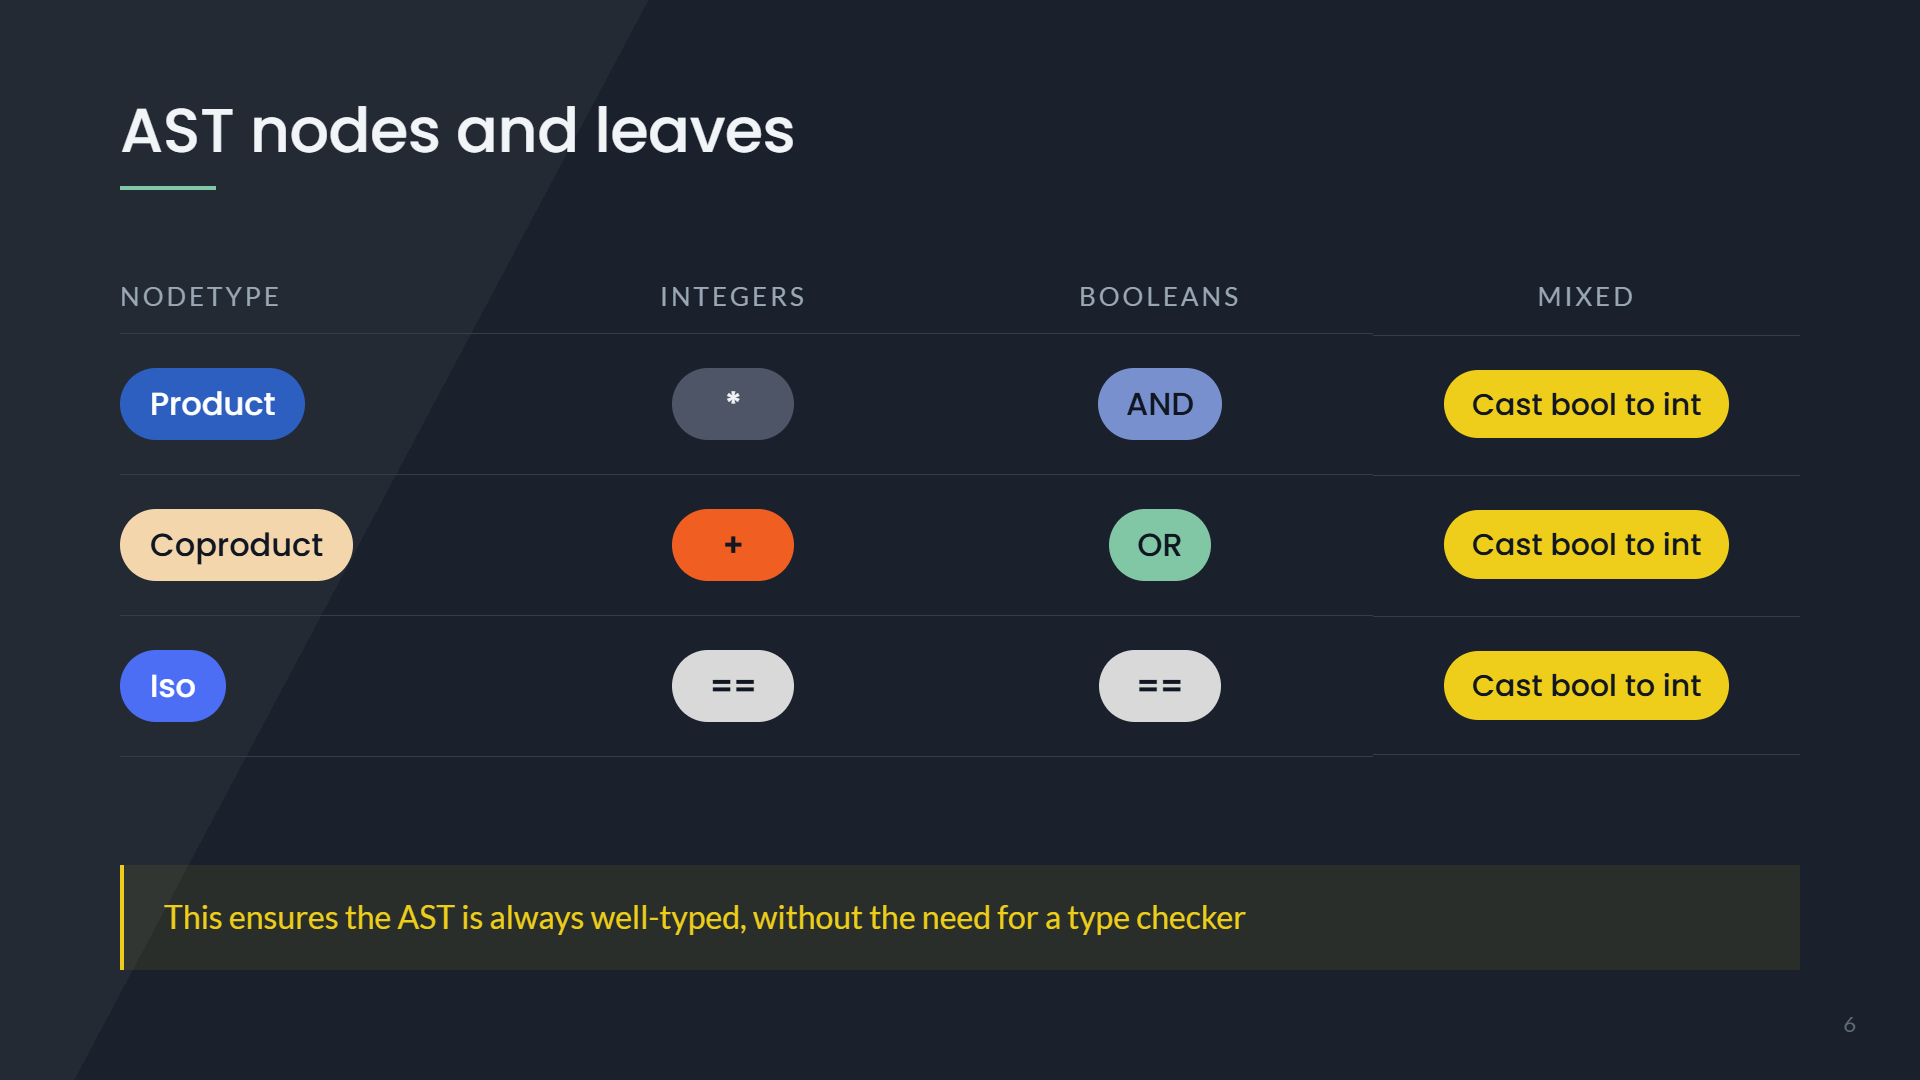 AST nodes and leaves
NODETYPE INTEGERS BOOLEANS MIXED
Product * AND Cast bool to int
Coproduct + OR Cast bool to int
Iso == == Cast bool to int
This ensures the AST is always well-typed, without the need for a type checker
6